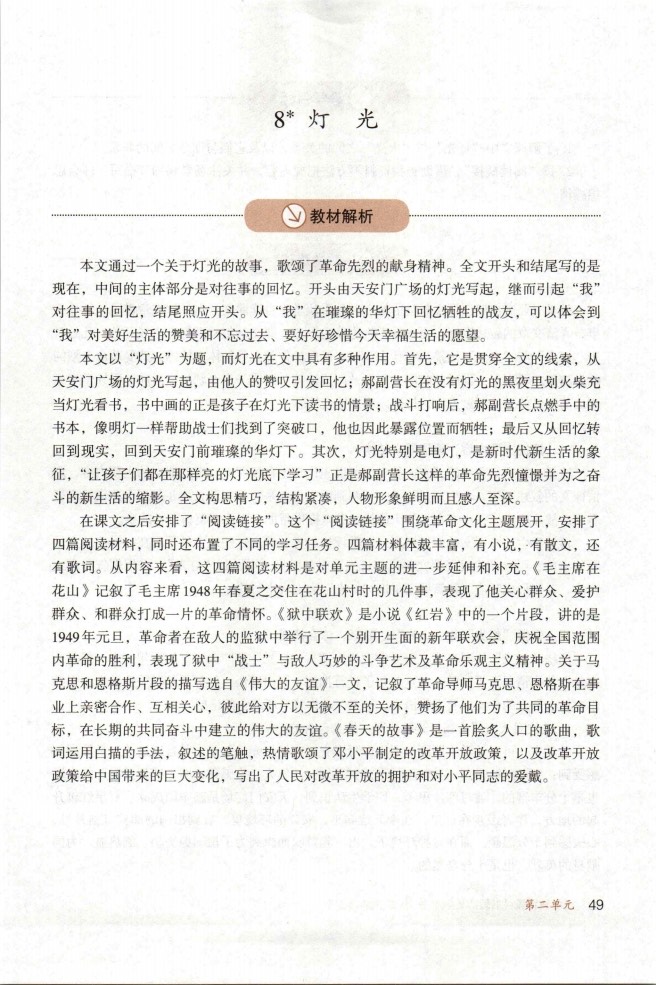 8* 灯 光
教材解析
本文通过一个关于灯光的故事，歌颂了革命先烈的献身精神。全文开头和结尾写的是
现在，中间的主体部分是对往事的回忆。开头由天安门广场的灯光写起，继而引起“我”
对往事的回忆，结尾照应开头。从“我”在璀璨的华灯下回忆牺牲的战友，可以体会到
“我”对美好生活的赞美和不忘过去、要好好珍惜今天幸福生活的愿望。
本文以“灯光”为题，而灯光在文中具有多种作用。首先，它是贯穿全文的线索，从
天安门广场的灯光写起，由他人的赞叹引发回忆；郝副营长在没有灯光的黑夜里划火柴充
当灯光看书，书中画的正是孩子在灯光下读书的情景；战斗打响后，郝副营长点燃手中的
书本，像明灯一样帮助战士们找到了突破口，他也因此暴露位置而牺牲；最后又从回忆转
回到现实，回到天安门前璀璨的华灯下。其次，灯光特别是电灯，是新时代新生活的象
征，“让孩子们都在那样亮的灯光底下学习”正是郝副营长这样的革命先烈憧憬并为之奋
斗的新生活的缩影。全文构思精巧，结构紧凑，人物形象鲜明而且感人至深。
在课文之后安排了“阅读链接”。这个“阅读链接”围绕革命文化主题展开，安排了
四篇阅读材料，同时还布置了不同的学习任务。四篇材料体裁丰富，有小说，有散文，还
有歌词。从内容来看，这四篇阅读材料是对单元主题的进一步延伸和补充。《毛主席在
花山》记叙了毛主席1948年春夏之交住在花山村时的几件事，表现了他关心群众、爱护
群众、和群众打成一片的革命情怀。《狱中联欢》是小说《红岩》中的一个片段，讲的是
1949年元旦，革命者在敌人的监狱中举行了一个别开生面的新年联欢会，庆祝全国范围
内革命的胜利，表现了狱中“战士”与敌人巧妙的斗争艺术及革命乐观主义精神。关于马
克思和恩格斯片段的描写选自《伟大的友谊》一文，记叙了革命导师马克思、恩格斯在事
业上亲密合作、互相关心，彼此给对方以无微不至的关怀，赞扬了他们为了共同的革命目
标，在长期的共同奋斗中建立的伟大的友谊。《春天的故事》是一首脍炙人口的歌曲，歌
词运用白描的手法，叙述的笔触，热情歌颂了邓小平制定的改革开放政策，以及改革开放
政策给中国带来的巨大变化，写出了人民对改革开放的拥护和对小平同志的爱戴。
第二单元 49